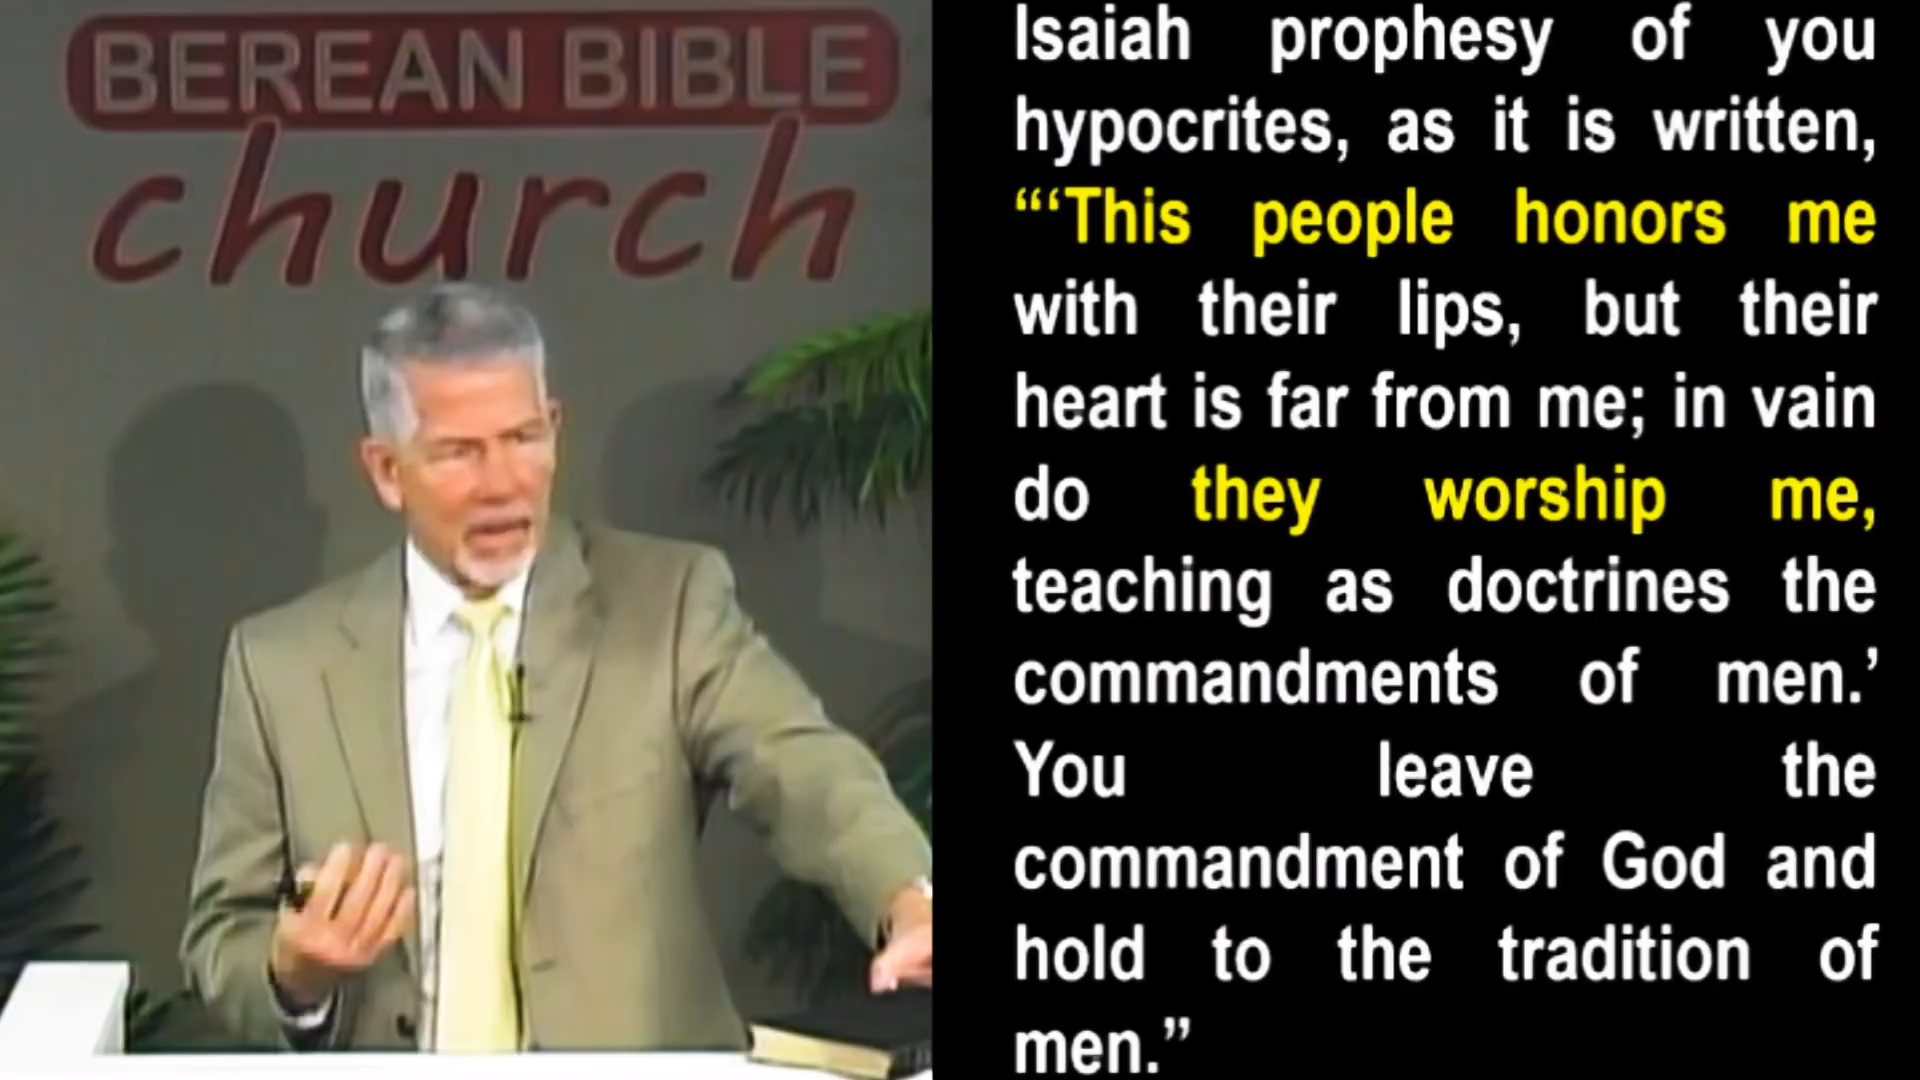 BEREAN BIBLE
church
Isaiah prophesy of you
hypocrites, as it is written,
“‘This people honors me
with their lips, but their
heart is far from me; in vain
do they worship me,
teaching as doctrines the
commandments of men.’
You leave the
commandment of God and
hold to the tradition of
men.”